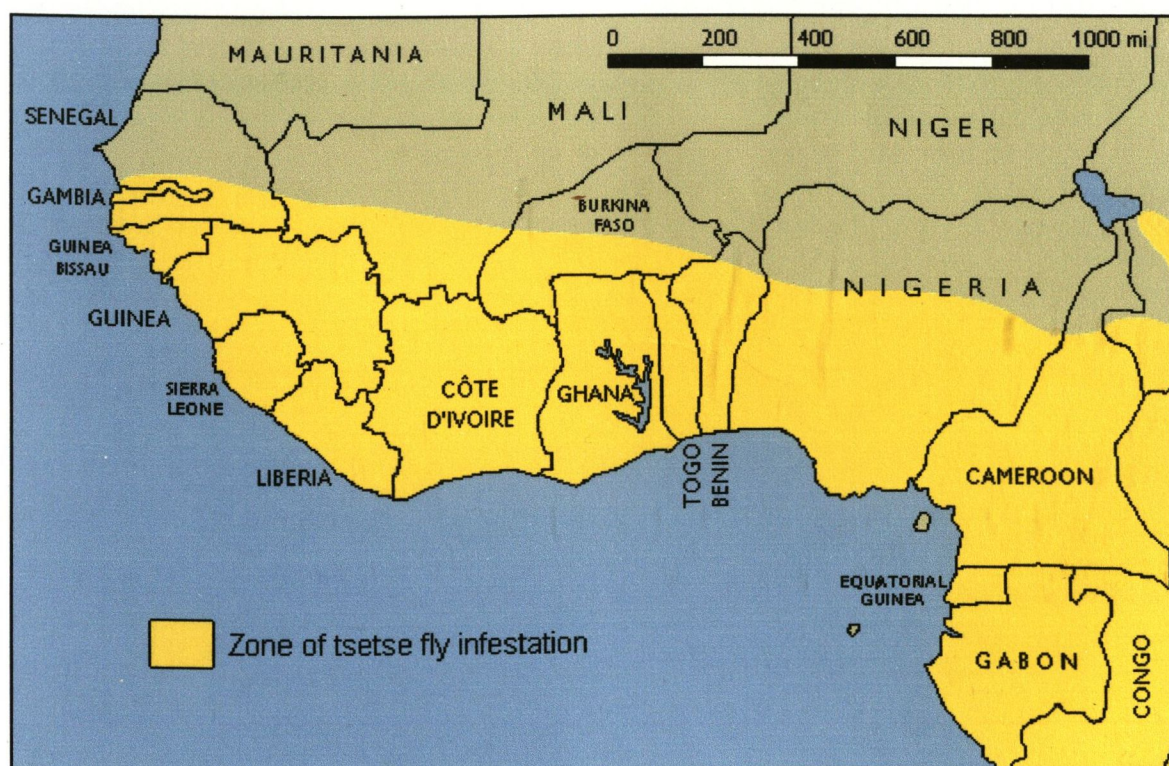 0 200 400 600 800 1000 mi
MAURITANIA
MALI
SENEGAL
NIGER
GAMBIA
BURKINA
FASO
GUINEA
BISSAU
NIGERIA
GUINEA
SIERRA
LEONE
CÔTE
D'IVOIRE
GHANA
LIBERIA
TOGO
BENIN
CAMEROON
EQUATORIAL
GUINEA
Zone of tsetse fly infestation
GABON
CONGO